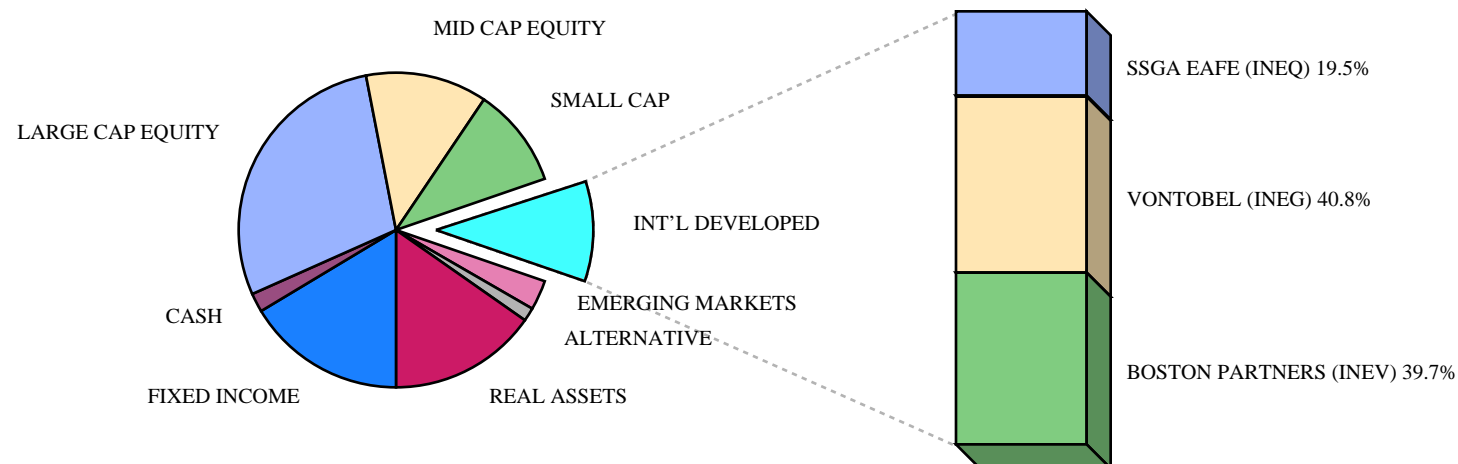 MID CAP EQUITY
SSGA EAFE (INEQ) 19.5%
SMALL CAP
LARGE CAP EQUITY
VONTOBEL (INEG) 40.8%
INT'L DEVELOPED
EMERGING MARKETS
CASH
ALTERNATIVE
BOSTON PARTNERS (INEV) 39.7%
FIXED INCOME
REAL ASSETS